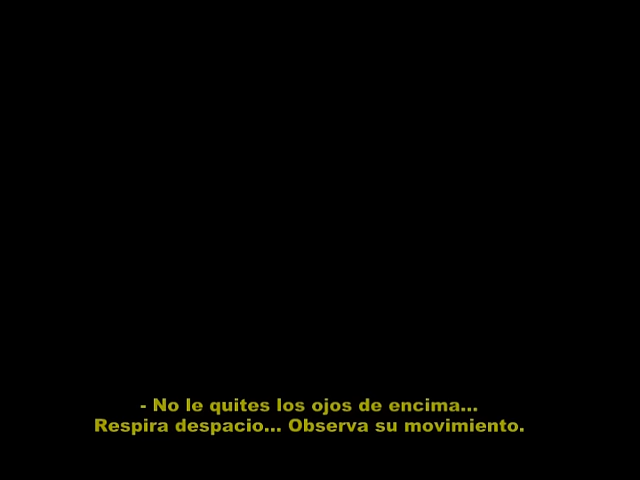 - No le quites los ojos de encima...
Respira despacio... Observa su movimiento.